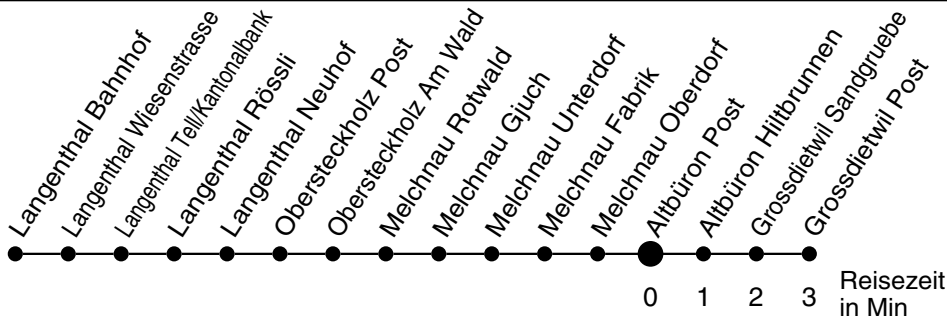 Langenthal Bahnhof
Langenthal Wiesenstrasse
Langenthal Tell/Kantonalbank
Langenthal Rössli
Langenthal Neuhof
Obersteckholz Post
Obersteckholz Am Wald
Melchnau Rotwald
Melchnau Gjuch
Melchnau Unterdorf
Melchnau Fabrik
Melchnau Oberdorf
Altbüron Post
Altbüron Hiltbrunnen
Grossdietwil Sandgruebe
Grossdietwil Post
0 1 2 3 Reisezeit
in Min